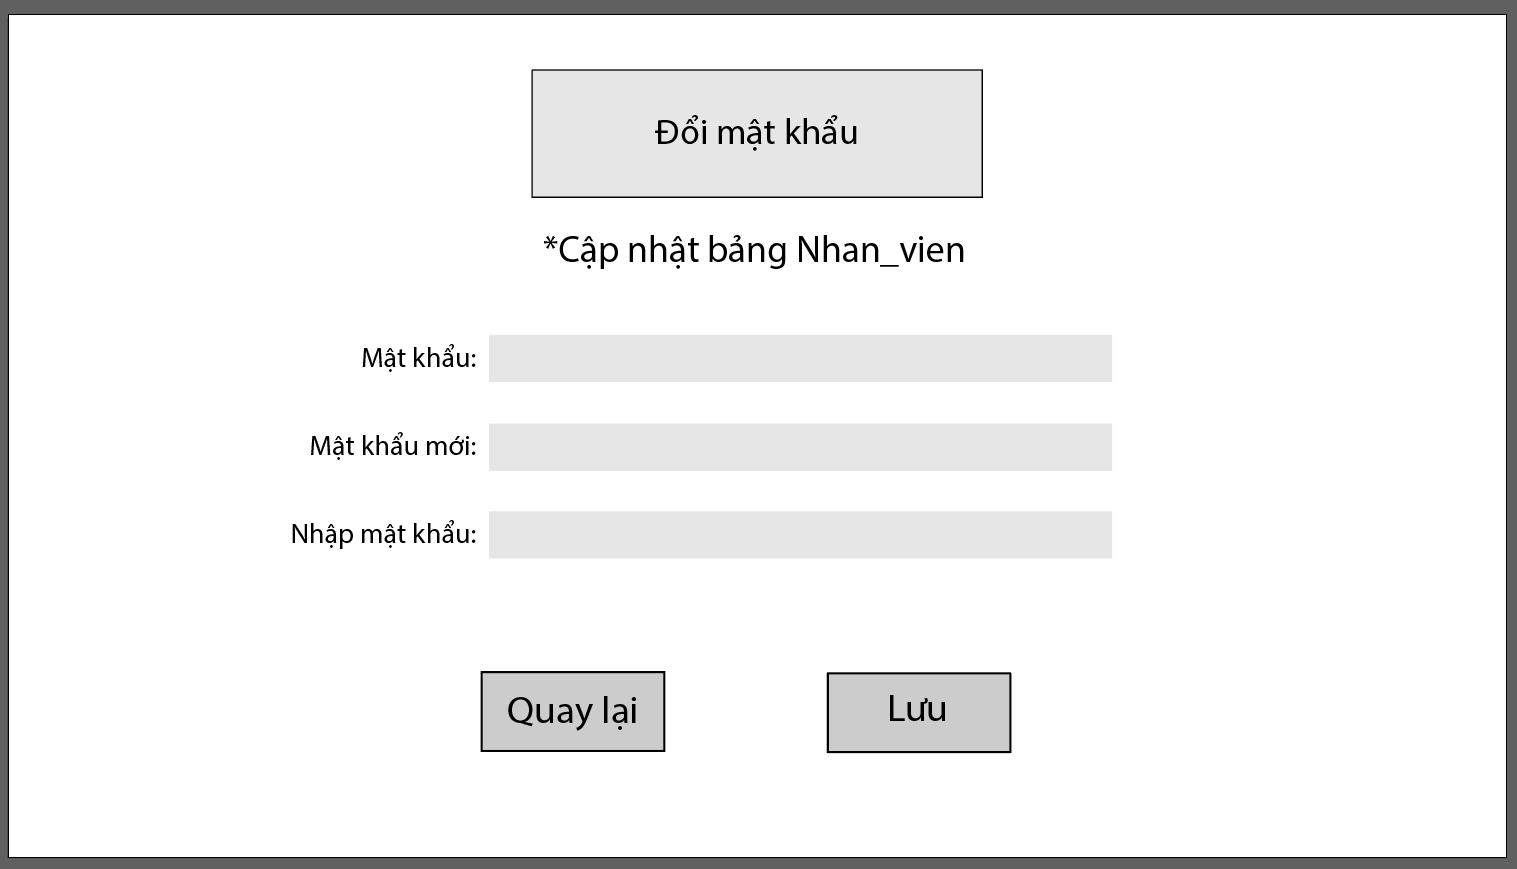 Đổi mật khẩu
*Cập nhật bảng Nhan_vien
Mật khẩu:
Mật khẩu mới:
Nhập mật khẩu:
Quay lại
Lưu